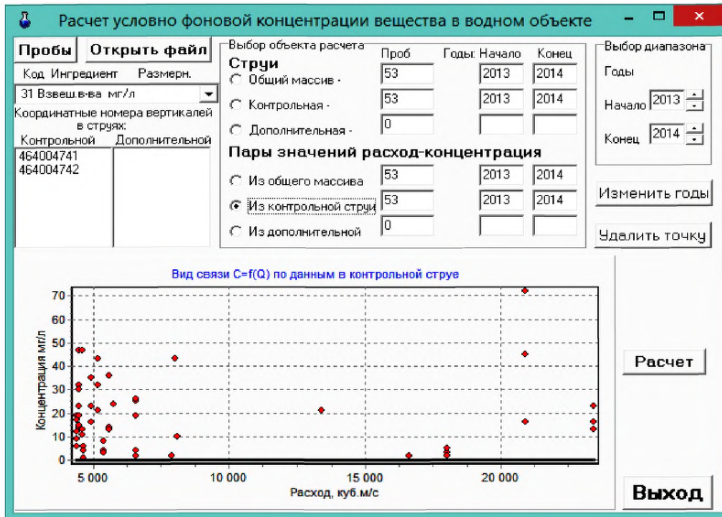 Расчет условно фоновой концентрации вещества в водном объекте
Пробы Открыть файл
Код Ингредиент Размерн.
31 Взвеш.в-ва мг/л
Координатные номера вертикалей
в струях:
Контрольной Дополнительной
464004741
464004742
Выбор объекта расчета Проб Годы: Начало Конец
Струи
Общий массив - 53 2013 2014
Контрольная - 53 2013 2014
Дополнительная - 0
Пары значений расход-концентрация
Из общего массива 53 2013 2014
Из контрольной струи 53 2013 2014
Из дополнительной 0
Выбор диапазона
Годы
Начало 2013
Конец 2014
Изменить годы
Удалить точку
Вид связи C=f(Q) по данным в контрольной струе
Концентрация мг/л
70
60
50
40
30
20
10
0
5 000 10 000 15 000 20 000
Расход, куб.м/с
Расчет
Выход